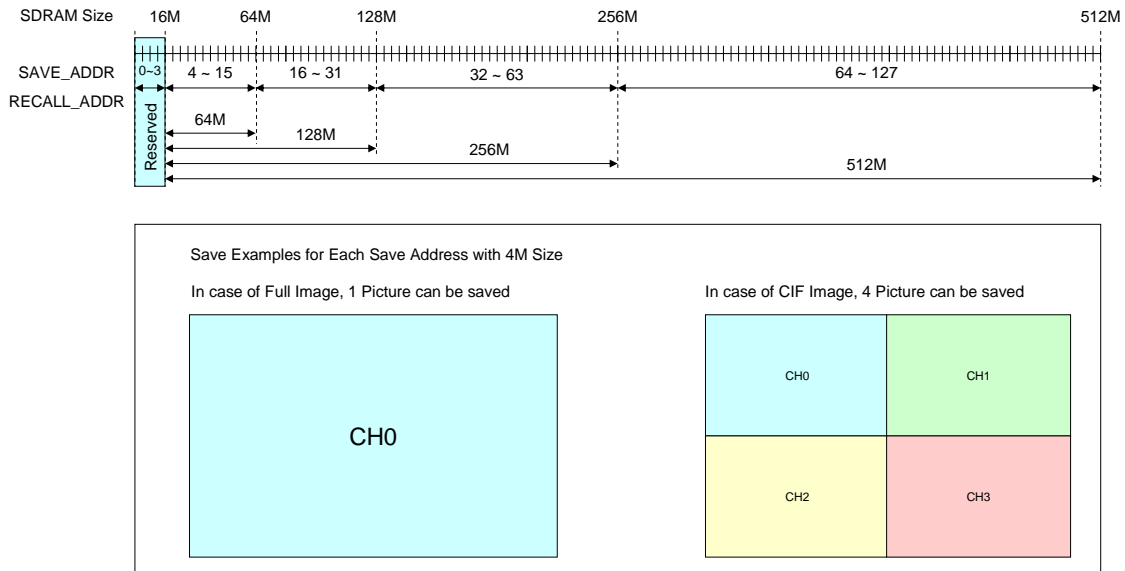 SDRAM Size 16M 64M 128M 256M 512M
SAVE_ADDR 0~3 4 ~ 15 16 ~ 31 32 ~ 63 64 ~ 127
RECALL_ADDR
Reserved
64M
128M
256M
512M
Save Examples for Each Save Address with 4M Size
In case of Full Image, 1 Picture can be saved
In case of CIF Image, 4 Picture can be saved
CH0
CH0 CH1
CH2 CH3